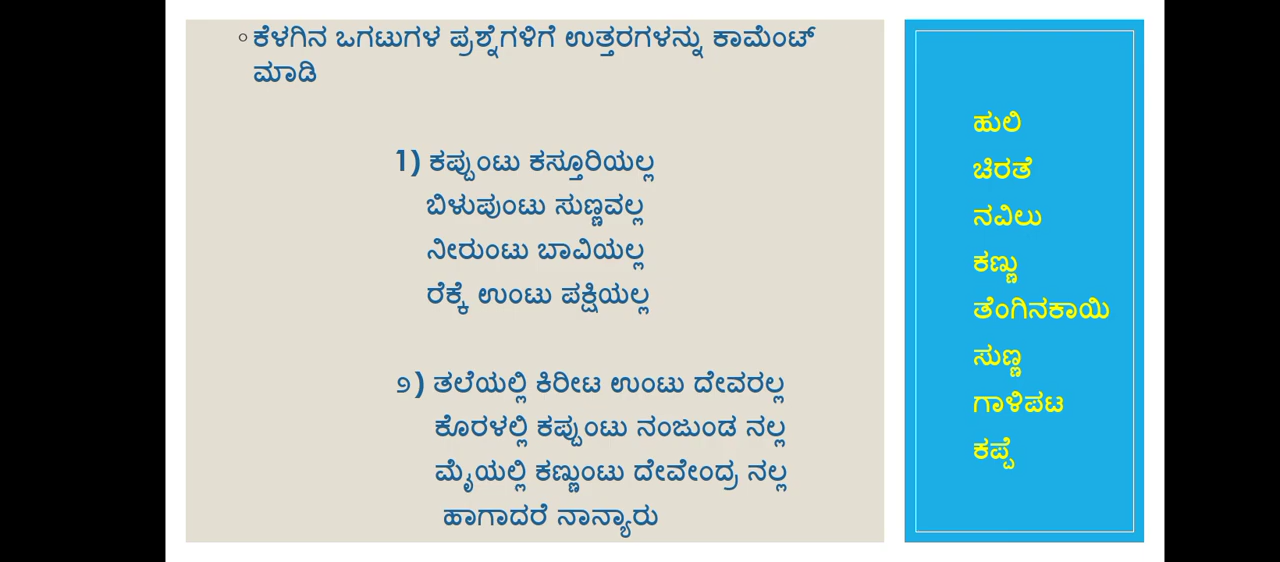 ಕೆಳಗಿನ ಒಗಟುಗಳ ಪ್ರಶ್ನೆಗಳಿಗೆ ಉತ್ತರಗಳನ್ನು ಕಾಮೆಂಟ್
ಮಾಡಿ
1) ಕಪ್ಪುಂಟು ಕಸ್ತೂರಿಯಲ್ಲ
ಬಿಳುಪುಂಟು ಸುಣ್ಣವಲ್ಲ
ನೀರುಂಟು ಬಾವಿಯಲ್ಲ
ರೆಕ್ಕೆ ಉಂಟು ಪಕ್ಷಿಯಲ್ಲ
೨) ತಲೆಯಲ್ಲಿ ಕಿರೀಟ ಉಂಟು ದೇವರಲ್ಲ
ಕೊರಳಲ್ಲಿ ಕಪ್ಪುಂಟು ನಂಜುಂಡ ನಲ್ಲ
ಮೈಯಲ್ಲಿ ಕಣ್ಣುಂಟು ದೇವೇಂದ್ರ ನಲ್ಲ
ಹಾಗಾದರೆ ನಾನ್ಯಾರು
ಹುಲಿ
ಚಿರತೆ
ನವಿಲು
ಕಣ್ಣು
ತೆಂಗಿನಕಾಯಿ
ಸುಣ್ಣ
ಗಾಳಿಪಟ
ಕಪ್ಪೆ